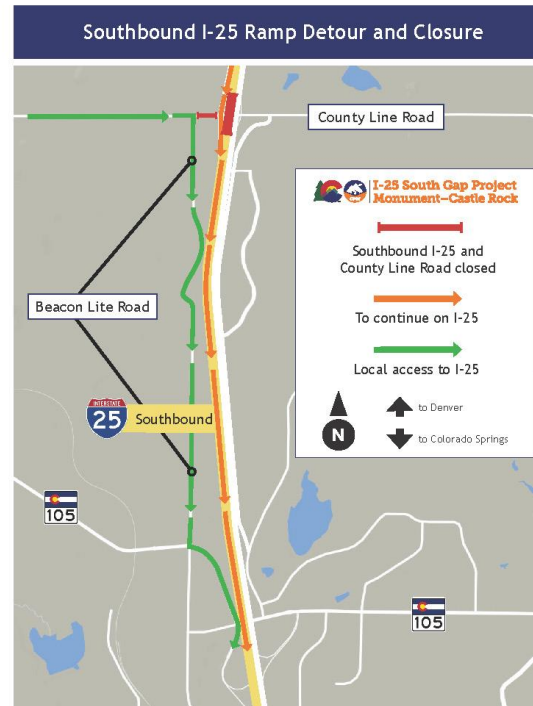 Southbound I-25 Ramp Detour and Closure
County Line Road
I-25 South Gap Project
Monument–Castle Rock
Southbound I-25 and
County Line Road closed
To continue on I-25
Local access to I-25
N
to Denver
to Colorado Springs
Beacon Lite Road
INTERSTATE
25
Southbound
105
105